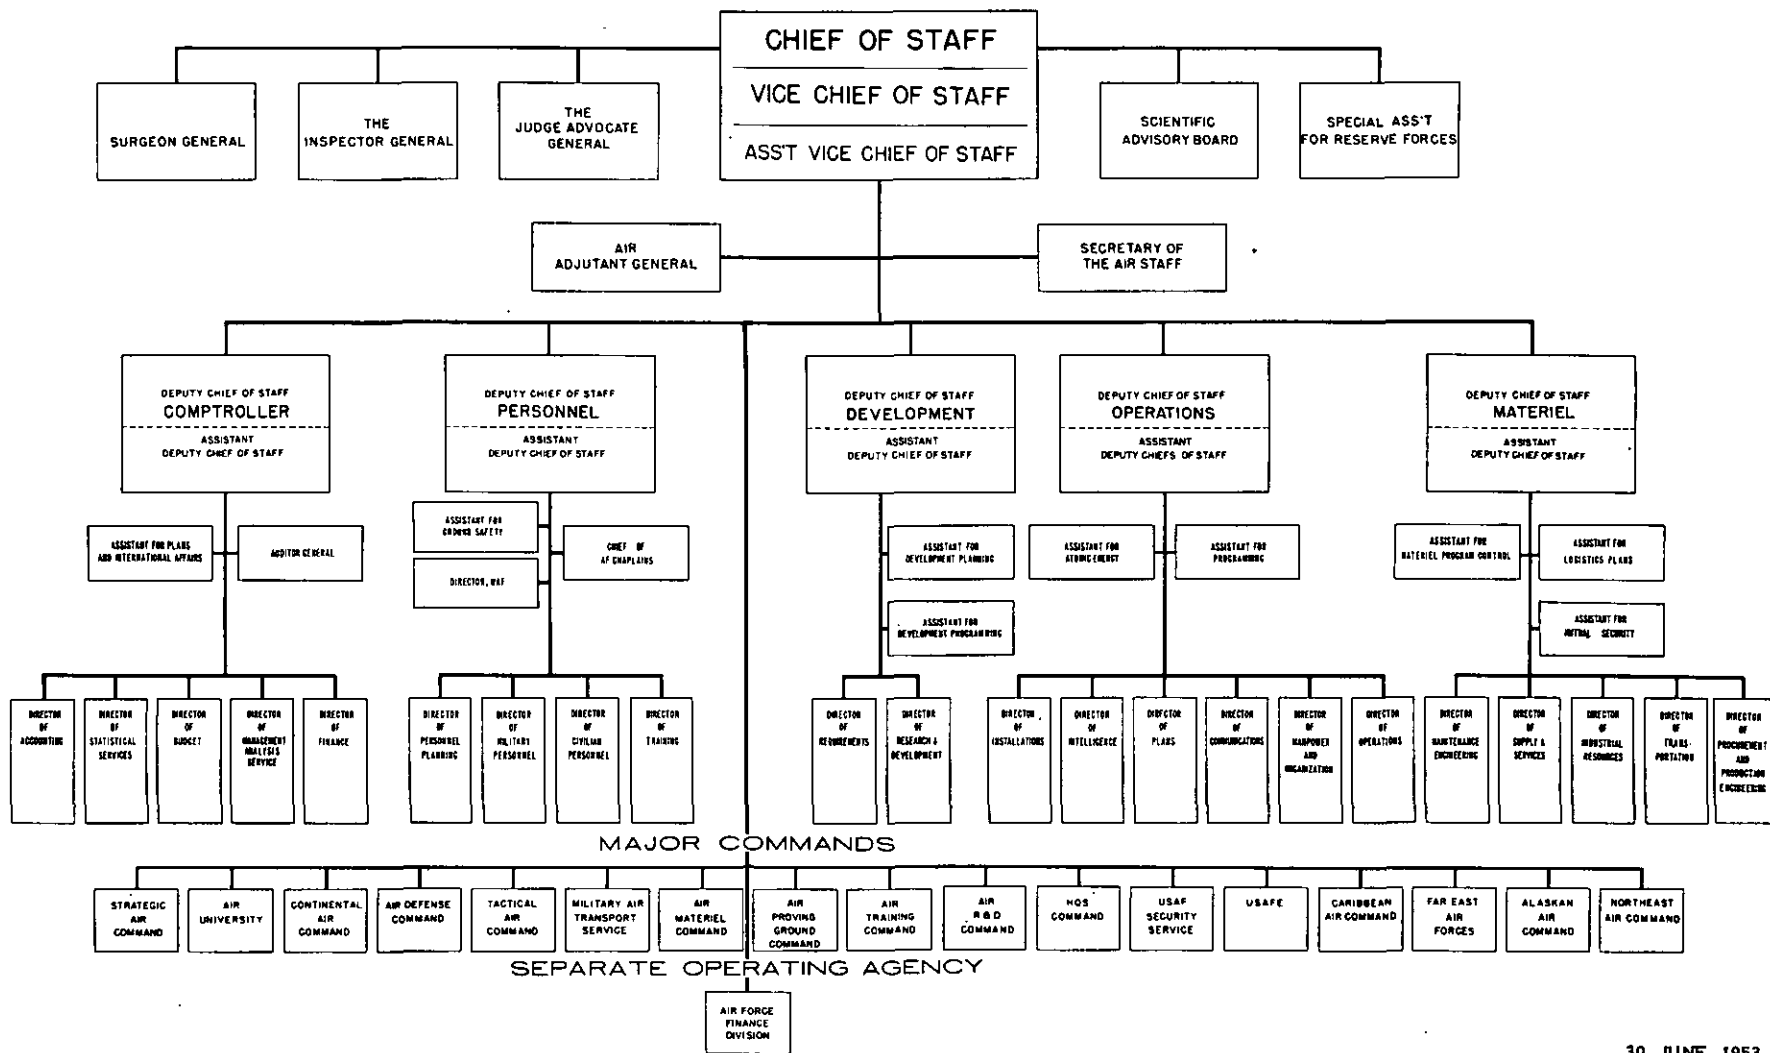 CHIEF OF STAFF
VICE CHIEF OF STAFF
ASS'T VICE CHIEF OF STAFF
SURGEON GENERAL
THE
INSPECTOR GENERAL
THE
JUDGE ADVOCATE
GENERAL
SCIENTIFIC
ADVISORY BOARD
SPECIAL ASS'T
FOR RESERVE FORCES
AIR
ADJUTANT GENERAL
SECRETARY OF
THE AIR STAFF
DEPUTY CHIEF OF STAFF
COMPTROLLER
ASSISTANT
DEPUTY CHIEF OF STAFF
DEPUTY CHIEF OF STAFF
PERSONNEL
ASSISTANT
DEPUTY CHIEF OF STAFF
DEPUTY CHIEF OF STAFF
DEVELOPMENT
ASSISTANT
DEPUTY CHIEF OF STAFF
DEPUTY CHIEF OF STAFF
OPERATIONS
ASSISTANT
DEPUTY CHIEFS OF STAFF
DEPUTY CHIEF OF STAFF
MATERIEL
ASSISTANT
DEPUTY CHIEF OF STAFF
ASSISTANT FOR PLANS
AND INTERNATIONAL AFFAIRS
AUDITOR GENERAL
ASSISTANT FOR
GROUND SAFETY
CHIEF OF
AF CHAPLAINS
DIRECTOR, WAF
ASSISTANT FOR
DEVELOPMENT PLANNING
ASSISTANT FOR
DEVELOPMENT PROGRAMMING
ASSISTANT FOR
ATOMIC ENERGY
ASSISTANT FOR
PROGRAMMING
ASSISTANT FOR
MATERIEL PROGRAM CONTROL
ASSISTANT FOR
LOGISTICS PLANS
ASSISTANT FOR
MUTUAL SECURITY
DIRECTOR
OF
ACCOUNTING
DIRECTOR
OF
STATISTICAL
SERVICES
DIRECTOR
OF
BUDGET
DIRECTOR
OF
MANAGEMENT
ANALYSIS
SERVICE
DIRECTOR
OF
FINANCE
DIRECTOR
OF
PERSONNEL
PLANNING
DIRECTOR
OF
MILITARY
PERSONNEL
DIRECTOR
OF
CIVILIAN
PERSONNEL
DIRECTOR
OF
TRAINING
DIRECTOR
OF
REQUIREMENTS
DIRECTOR
OF
RESEARCH &
DEVELOPMENT
DIRECTOR
OF
INSTALLATIONS
DIRECTOR
OF
INTELLIGENCE
DIRECTOR
OF
PLANS
DIRECTOR
OF
COMMUNICATIONS
DIRECTOR
OF
MANPOWER
AND
ORGANIZATION
DIRECTOR
OF
OPERATIONS
DIRECTOR
OF
MAINTENANCE
ENGINEERING
DIRECTOR
OF
SUPPLY &
SERVICES
DIRECTOR
OF
INDUSTRIAL
RESOURCES
DIRECTOR
OF
TRANS-
PORTATION
DIRECTOR
OF
PROCUREMENT
AND
PRODUCTION
ENGINEERING
MAJOR COMMANDS
STRATEGIC
AIR
COMMAND
AIR
UNIVERSITY
CONTINENTAL
AIR
COMMAND
AIR DEFENSE
COMMAND
TACTICAL
AIR
COMMAND
MILITARY AIR
TRANSPORT
SERVICE
AIR
MATERIEL
COMMAND
AIR
PROVING
GROUND
COMMAND
AIR
TRAINING
COMMAND
AIR
R & D
COMMAND
HQS
COMMAND
USAF
SECURITY
SERVICE
USAFE
CARIBBEAN
AIR COMMAND
FAR EAST
AIR
FORCES
ALASKAN
AIR
COMMAND
NORTHEAST
AIR COMMAND
SEPARATE OPERATING AGENCY
AIR FORCE
FINANCE
DIVISION
30 JUNE 1953